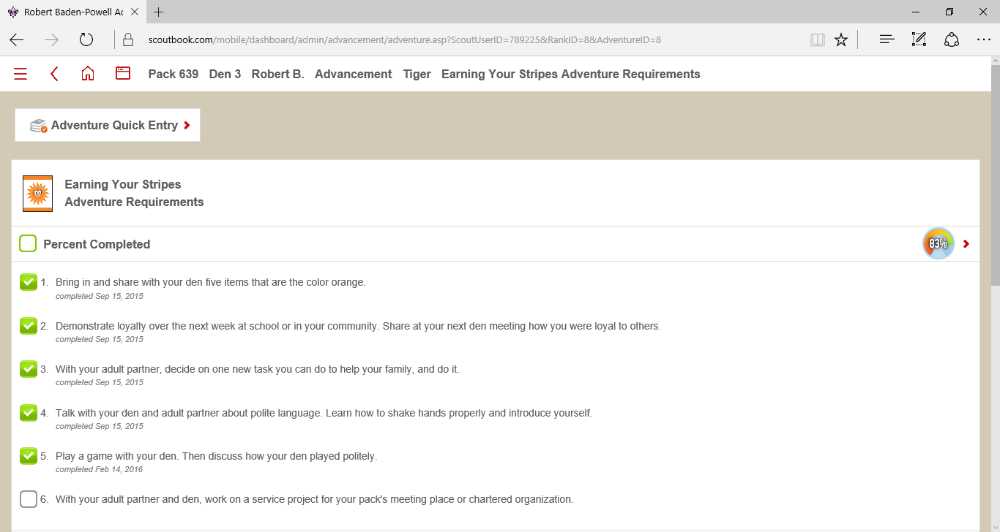 Robert Baden-Powell Ac
scoutbook.com/mobile/dashboard/admin/advancement/adventure.asp?ScoutUserID=789225&RankID=8&AdventureID=8
Pack 639 Den 3 Robert B. Advancement Tiger Earning Your Stripes Adventure Requirements
Adventure Quick Entry
Earning Your Stripes
Adventure Requirements
Percent Completed 83%
1. Bring in and share with your den five items that are the color orange.
completed Sep 15, 2015
2. Demonstrate loyalty over the next week at school or in your community. Share at your next den meeting how you were loyal to others.
completed Sep 15, 2015
3. With your adult partner, decide on one new task you can do to help your family, and do it.
completed Sep 15, 2015
4. Talk with your den and adult partner about polite language. Learn how to shake hands properly and introduce yourself.
completed Sep 15, 2015
5. Play a game with your den. Then discuss how your den played politely.
completed Feb 14, 2016
6. With your adult partner and den, work on a service project for your pack's meeting place or chartered organization.